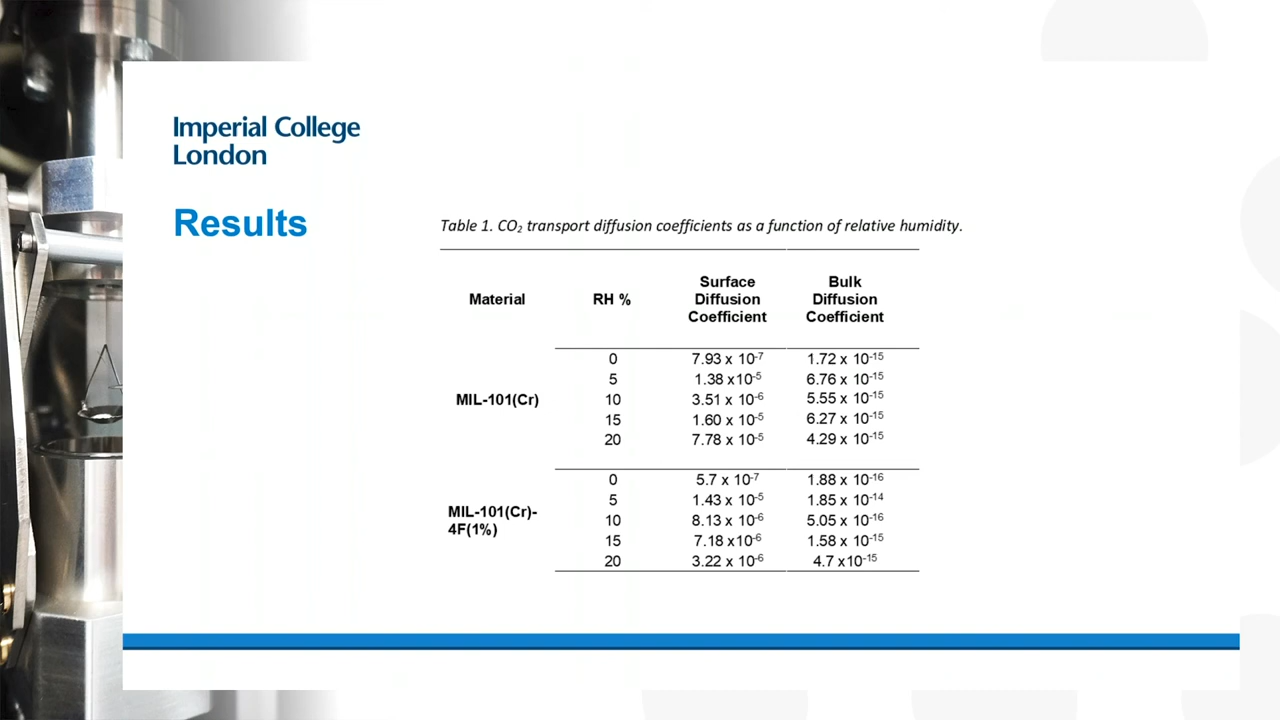 Imperial College
London
Results
Table 1. CO₂ transport diffusion coefficients as a function of relative humidity.
Material RH % Surface Diffusion Coefficient Bulk Diffusion Coefficient
MIL-101(Cr)
0 7.93 x 10⁻⁷ 1.72 x 10⁻¹⁵
5 1.38 x10⁻⁵ 6.76 x 10⁻¹⁵
10 3.51 x 10⁻⁶ 5.55 x 10⁻¹⁵
15 1.60 x 10⁻⁵ 6.27 x 10⁻¹⁵
20 7.78 x 10⁻⁵ 4.29 x 10⁻¹⁵
MIL-101(Cr)-
4F(1%)
0 5.7 x 10⁻⁷ 1.88 x 10⁻¹⁶
5 1.43 x 10⁻⁵ 1.85 x 10⁻¹⁴
10 8.13 x 10⁻⁶ 5.05 x 10⁻¹⁶
15 7.18 x10⁻⁶ 1.58 x 10⁻¹⁵
20 3.22 x 10⁻⁶ 4.7 x10⁻¹⁵